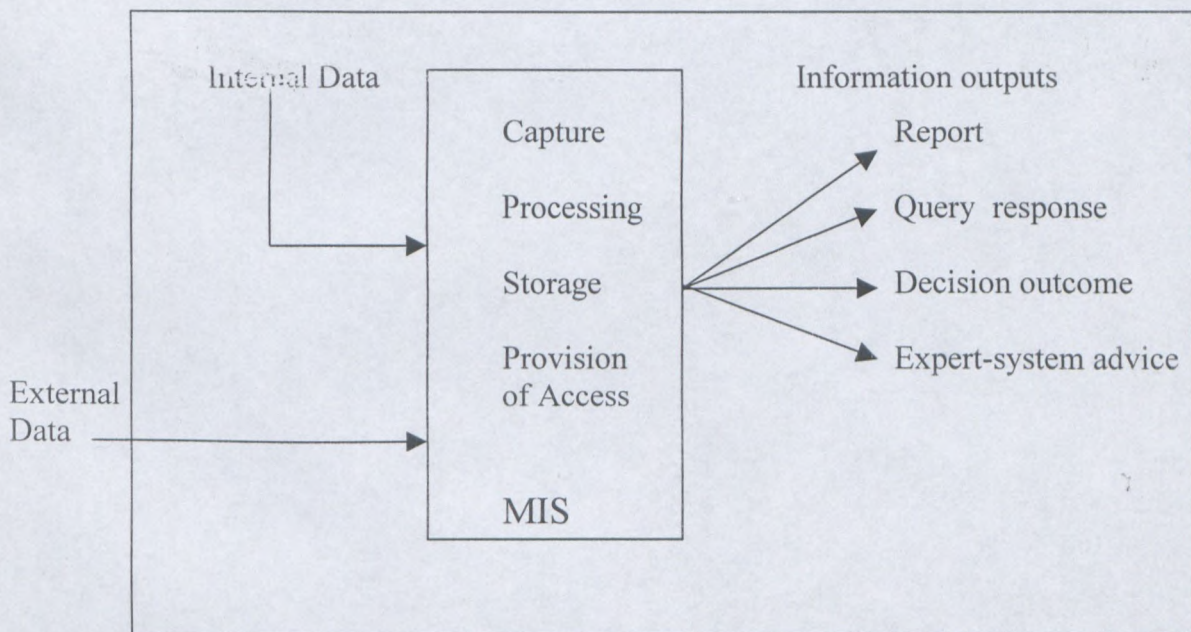 Internal Data
Information outputs
Capture
Report
Processing
Query response
Storage
Decision outcome
Provision
of Access
Expert-system advice
External
Data
MIS